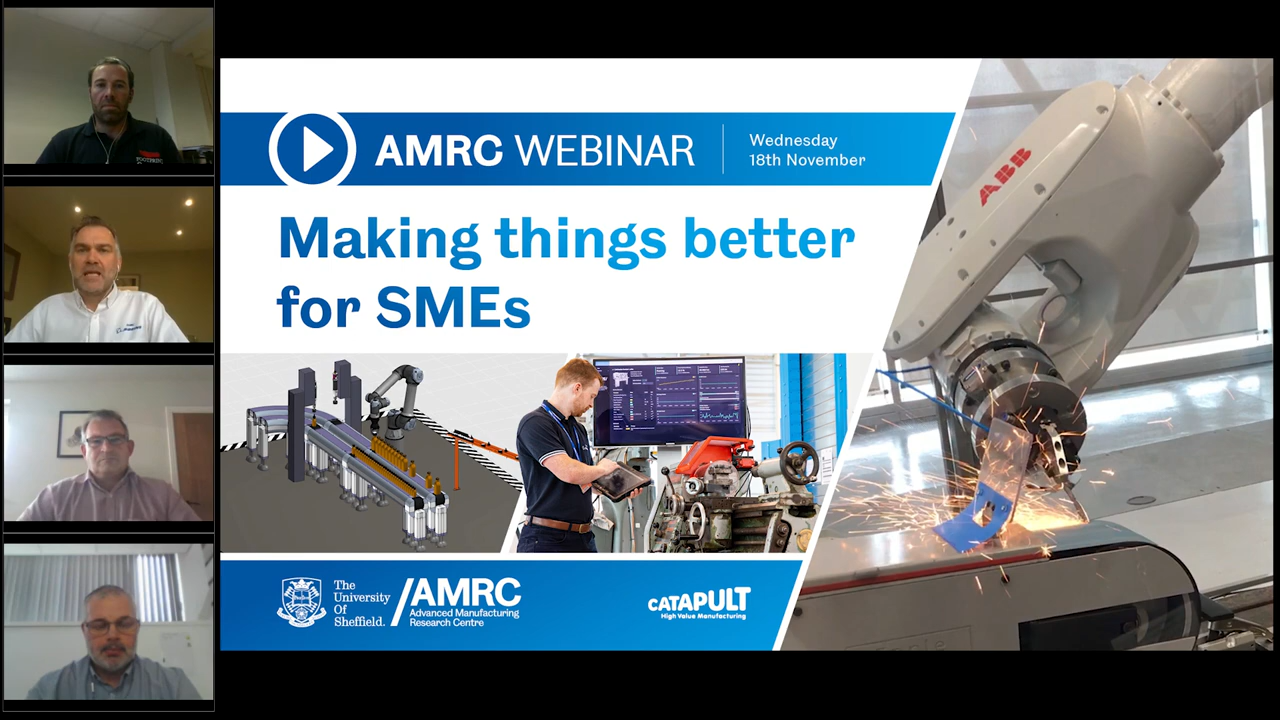 AMRC WEBINAR
Wednesday
18th November
Making things better
for SMEs
ABB
The
University
Of
Sheffield.
/AMRC
Advanced Manufacturing
Research Centre
CATAPULT
High Value Manufacturing